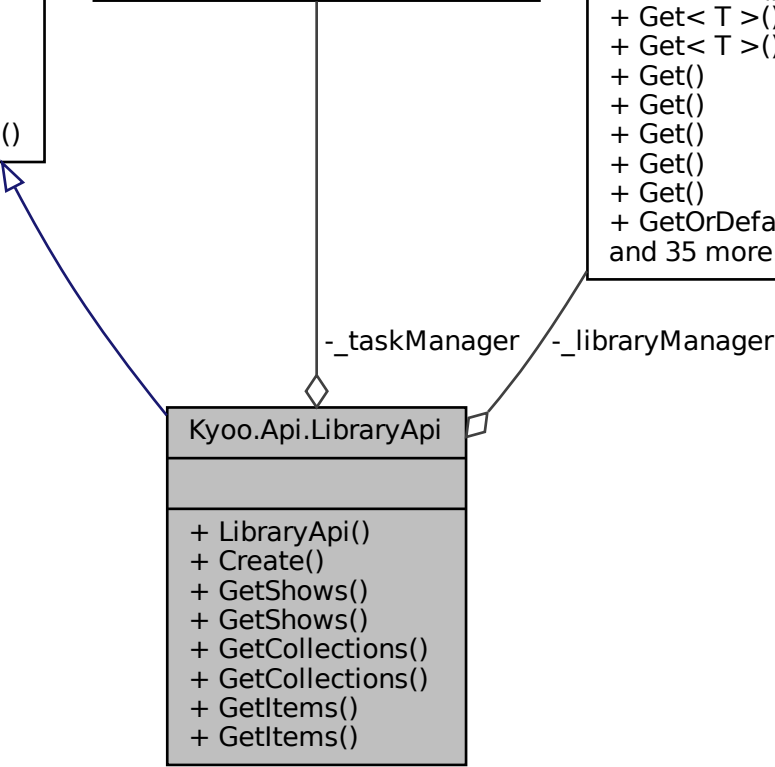 + Get< T >()
+ Get< T >()
+ Get()
+ Get()
+ Get()
+ Get()
+ Get()
+ GetOrDefa
and 35 more
()
-_taskManager
-_libraryManager
Kyoo.Api.LibraryApi
+ LibraryApi()
+ Create()
+ GetShows()
+ GetShows()
+ GetCollections()
+ GetCollections()
+ GetItems()
+ GetItems()